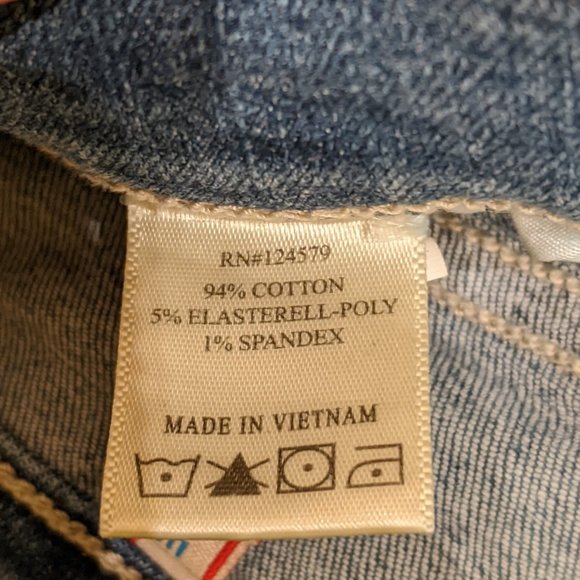 RN#124579
94% COTTON
5% ELASTERELL-POLY
1% SPANDEX
MADE IN VIETNAM